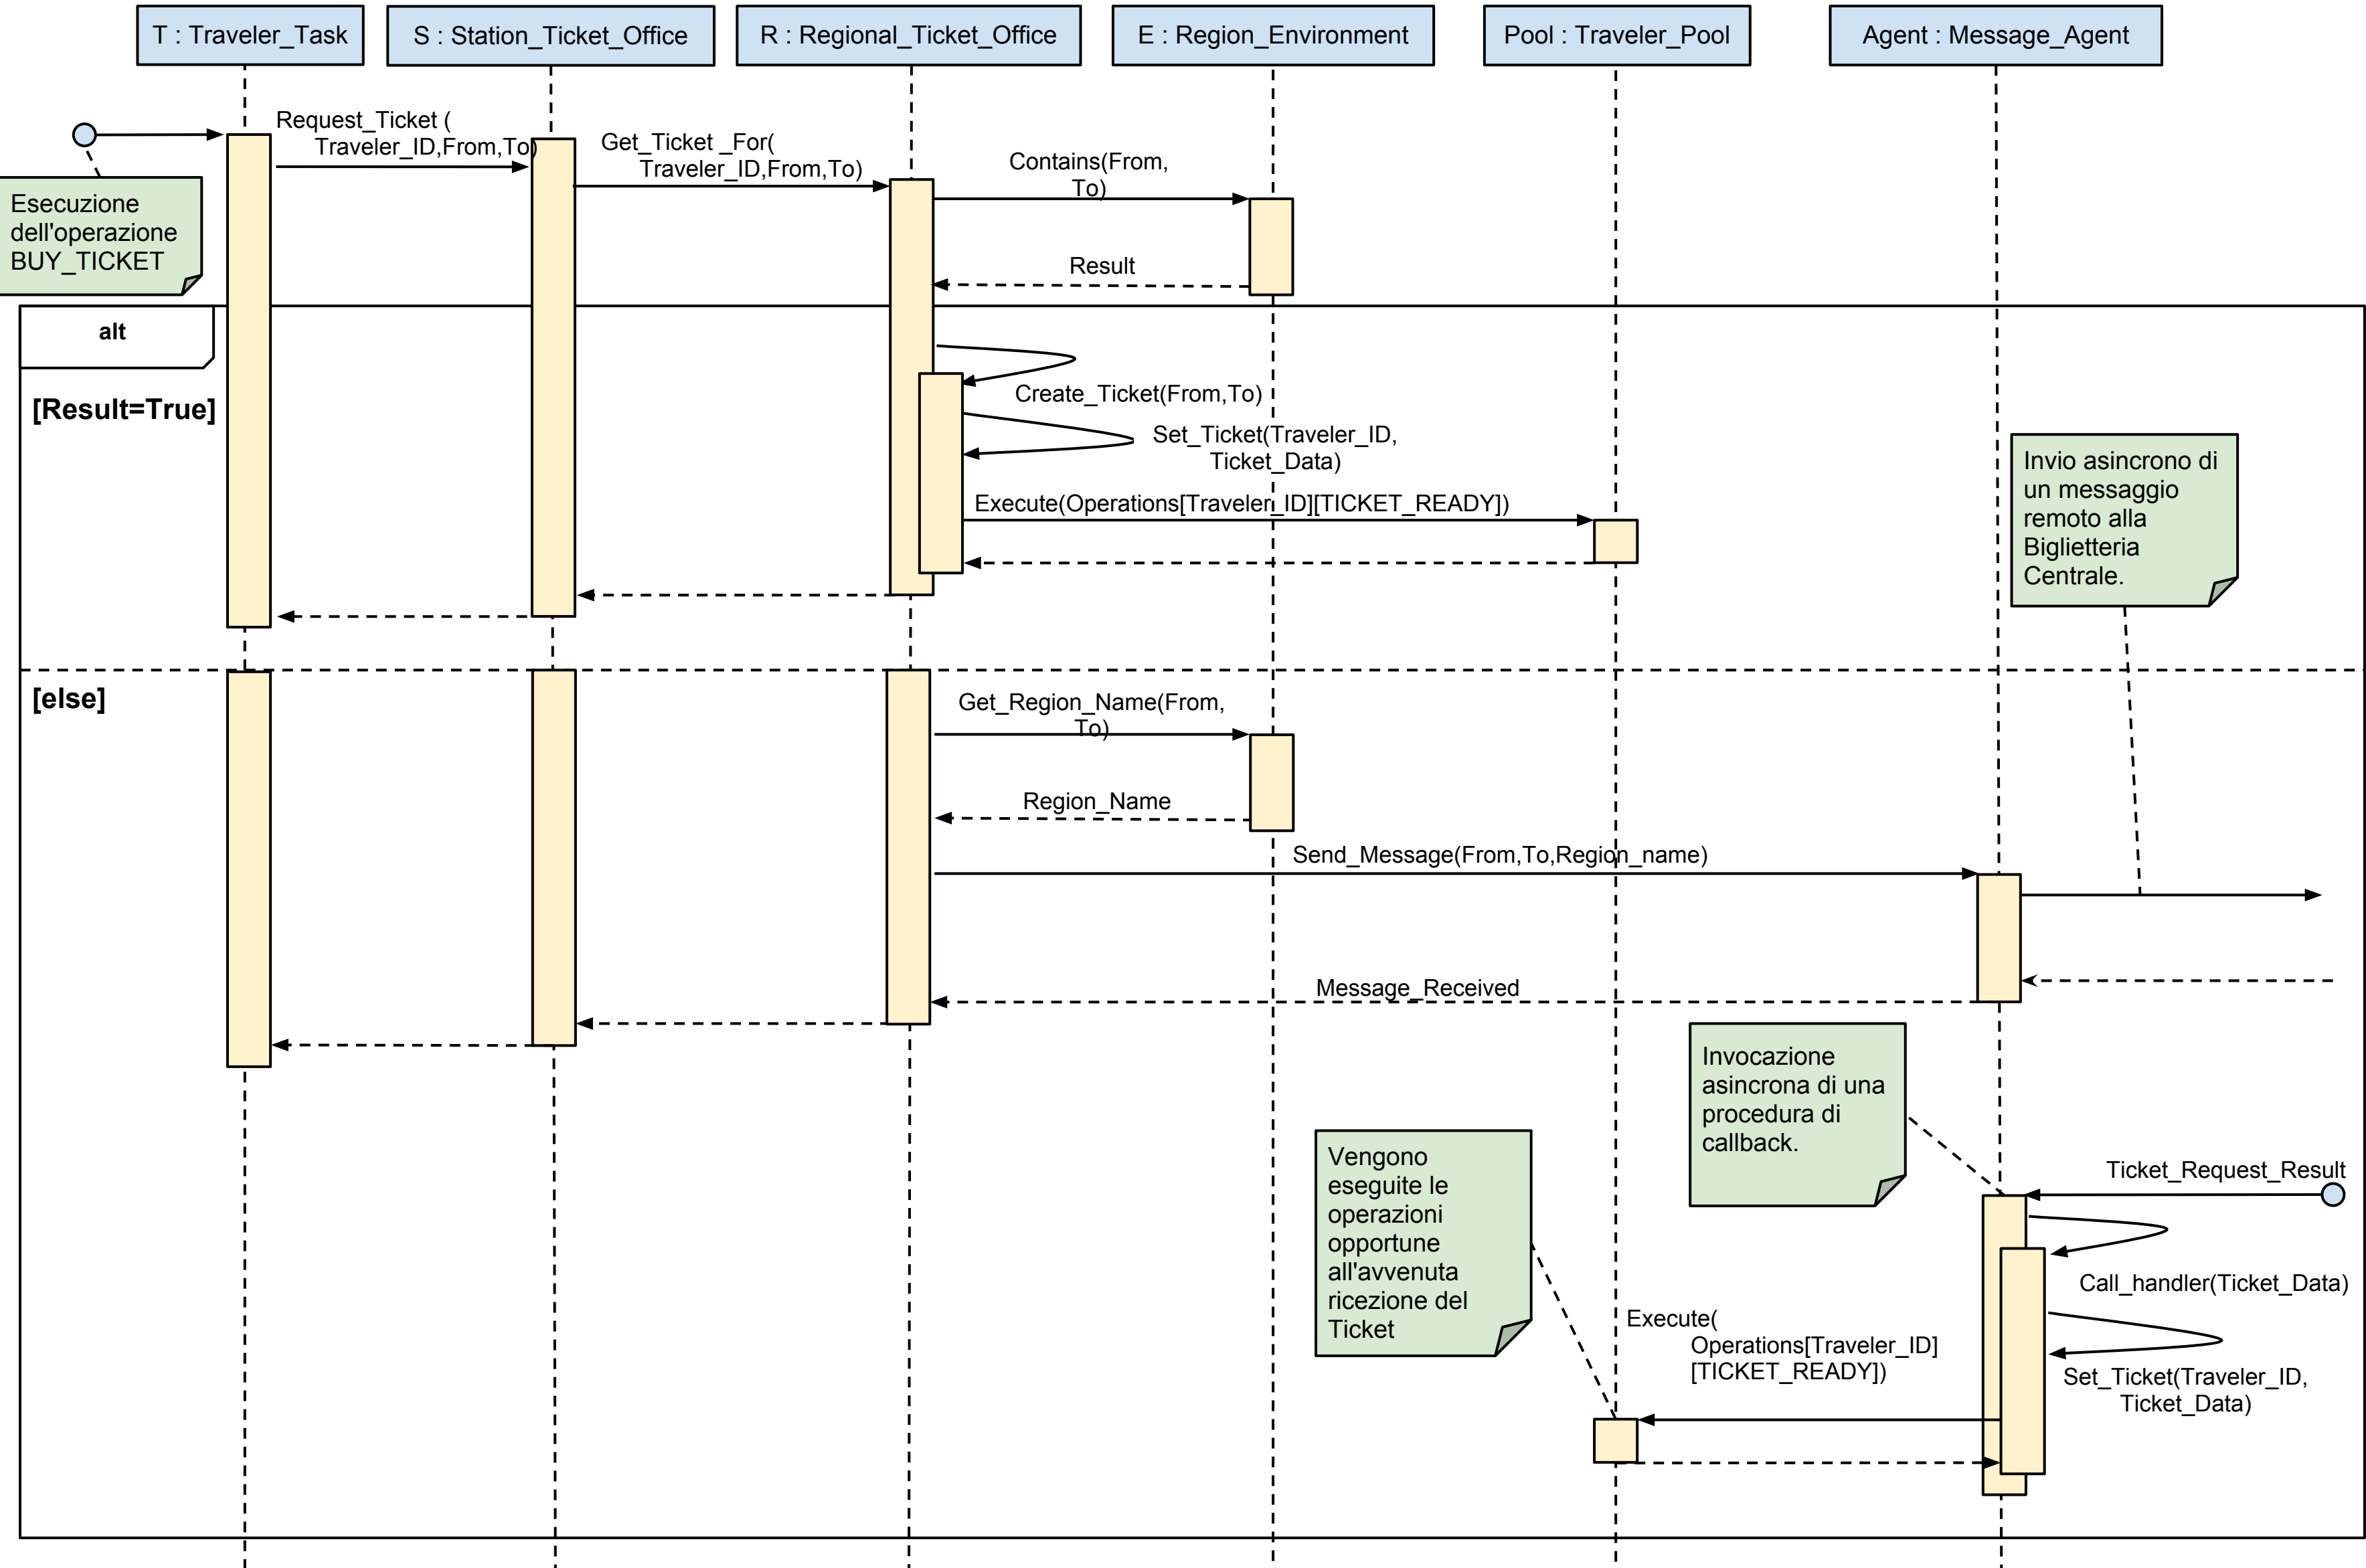 T : Traveler_Task
S : Station_Ticket_Office
R : Regional_Ticket_Office
E : Region_Environment
Pool : Traveler_Pool
Agent : Message_Agent
Request_Ticket (
Traveler_ID,From,To)
Get_Ticket _For(
Traveler_ID,From,To)
Contains(From,
To)
Esecuzione
dell'operazione
BUY_TICKET
Result
alt
[Result=True]
Create_Ticket(From,To)
Set_Ticket(Traveler_ID,
Ticket_Data)
Execute(Operations[Traveler_ID][TICKET_READY])
Invio asincrono di
un messaggio
remoto alla
Biglietteria
Centrale.
[else]
Get_Region_Name(From,
To)
Region_Name
Send_Message(From,To,Region_name)
Message_Received
Invocazione
asincrona di una
procedura di
callback.
Vengono
eseguite le
operazioni
opportune
all'avvenuta
ricezione del
Ticket
Ticket_Request_Result
Call_handler(Ticket_Data)
Execute(
Operations[Traveler_ID]
[TICKET_READY])
Set_Ticket(Traveler_ID,
Ticket_Data)